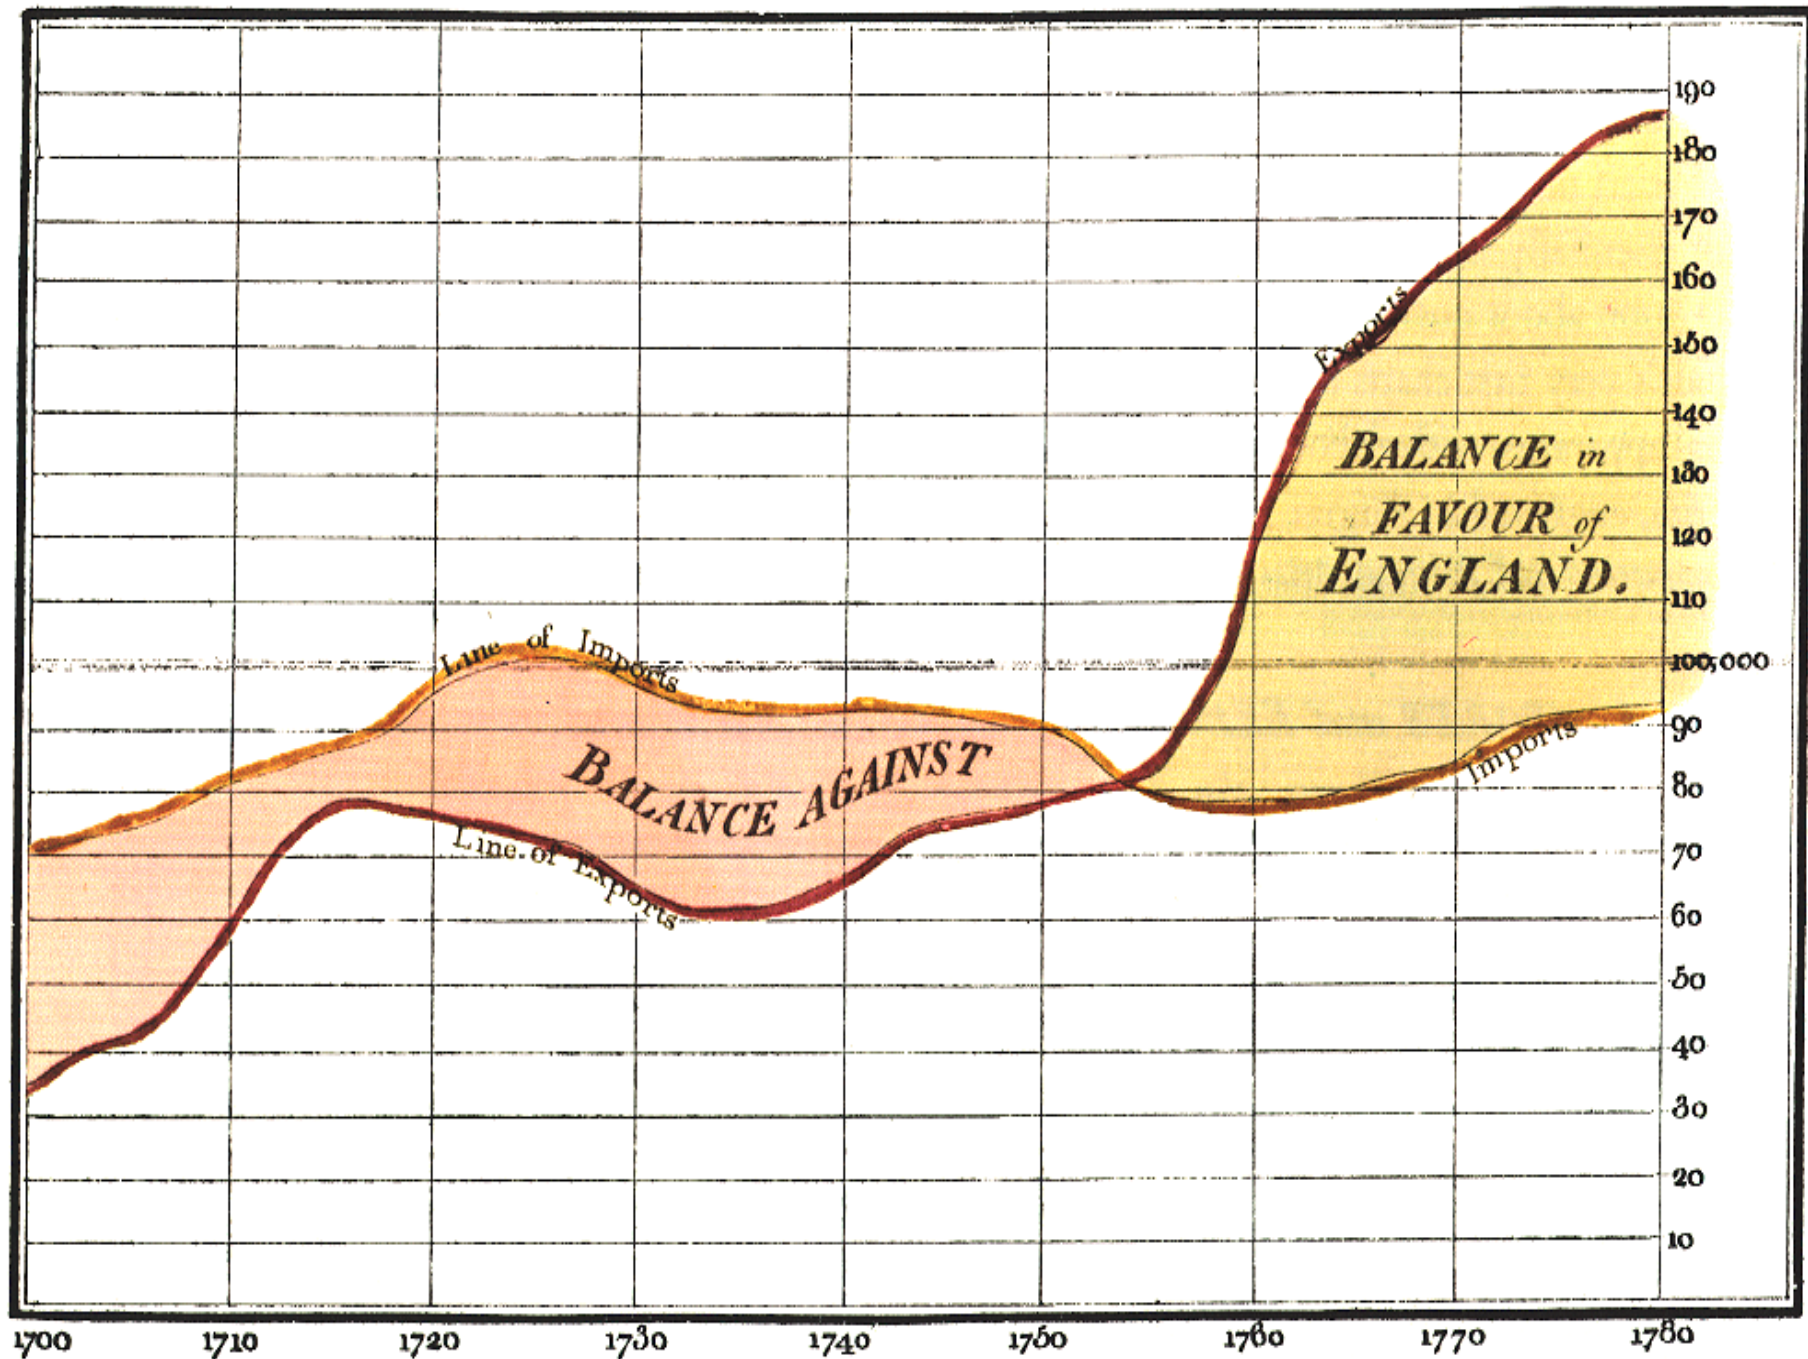 190
180
170
160
Exports
150
140
BALANCE in
130
FAVOUR of
120
ENGLAND.
110
Line of Imports
100,000
90
Imports
BALANCE AGAINST
80
Line of Exports
70
60
50
40
30
20
10
1700 1710 1720 1730 1740 1750 1760 1770 1780